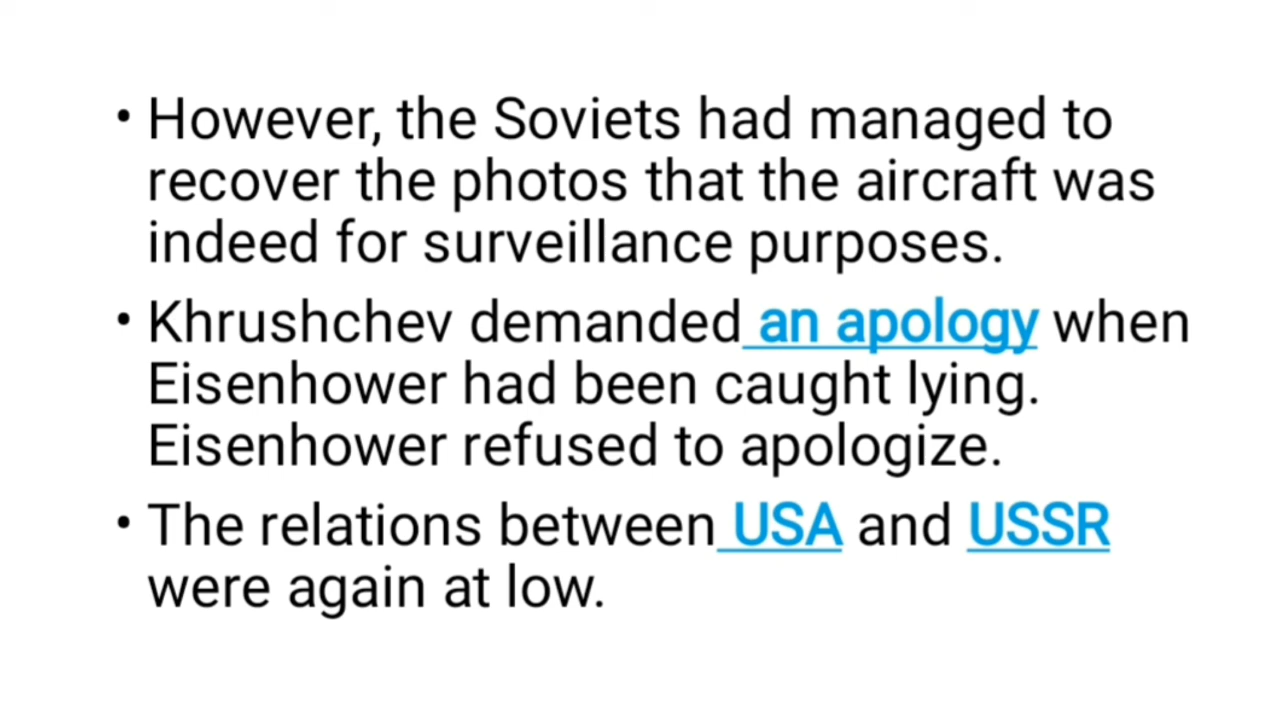 • However, the Soviets had managed to
recover the photos that the aircraft was
indeed for surveillance purposes.
• Khrushchev demanded an apology when
Eisenhower had been caught lying.
Eisenhower refused to apologize.
• The relations between USA and USSR
were again at low.